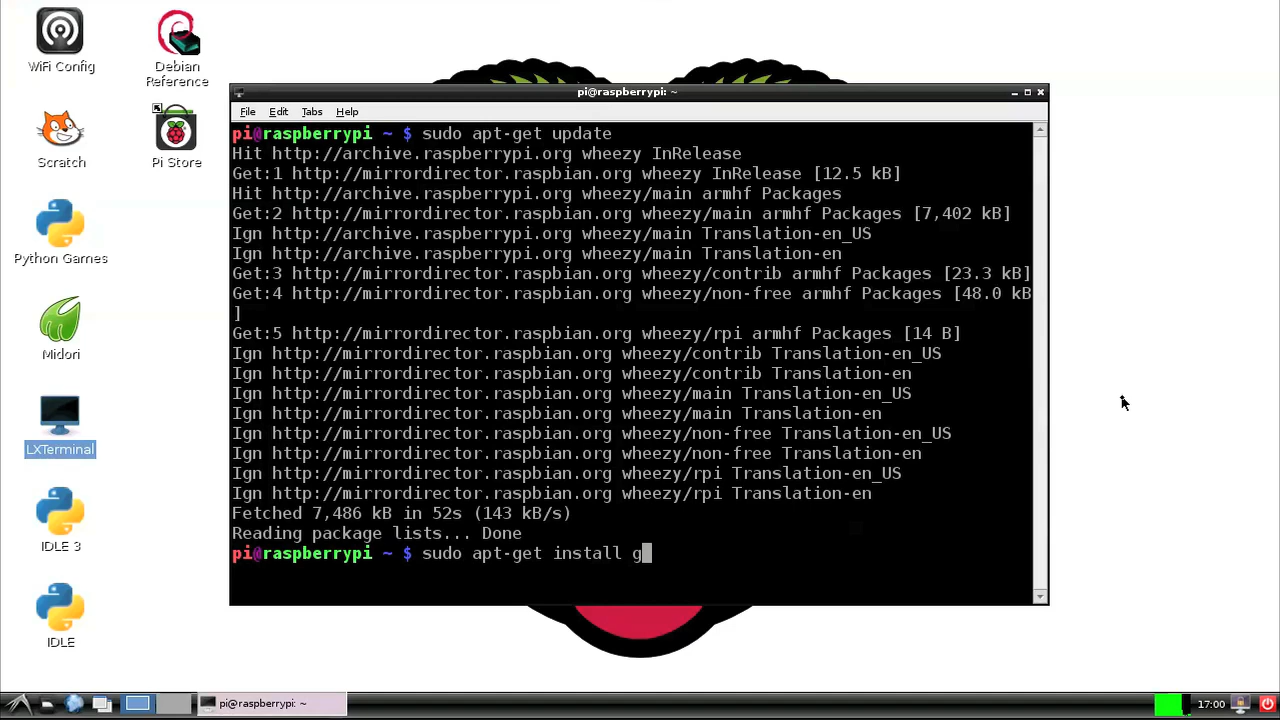 WiFi Config
Debian
Reference
Scratch
Pi Store
Python Games
Midori
LXTerminal
IDLE 3
IDLE
pi@raspberrypi: ~
File Edit Tabs Help
pi@raspberrypi ~ $ sudo apt-get update
Hit http://archive.raspberrypi.org wheezy InRelease
Get:1 http://mirrordirector.raspbian.org wheezy InRelease [12.5 kB]
Hit http://archive.raspberrypi.org wheezy/main armhf Packages
Get:2 http://mirrordirector.raspbian.org wheezy/main armhf Packages [7,402 kB]
Ign http://archive.raspberrypi.org wheezy/main Translation-en_US
Ign http://archive.raspberrypi.org wheezy/main Translation-en
Get:3 http://mirrordirector.raspbian.org wheezy/contrib armhf Packages [23.3 kB]
Get:4 http://mirrordirector.raspbian.org wheezy/non-free armhf Packages [48.0 kB
]
Get:5 http://mirrordirector.raspbian.org wheezy/rpi armhf Packages [14 B]
Ign http://mirrordirector.raspbian.org wheezy/contrib Translation-en_US
Ign http://mirrordirector.raspbian.org wheezy/contrib Translation-en
Ign http://mirrordirector.raspbian.org wheezy/main Translation-en_US
Ign http://mirrordirector.raspbian.org wheezy/main Translation-en
Ign http://mirrordirector.raspbian.org wheezy/non-free Translation-en_US
Ign http://mirrordirector.raspbian.org wheezy/non-free Translation-en
Ign http://mirrordirector.raspbian.org wheezy/rpi Translation-en_US
Ign http://mirrordirector.raspbian.org wheezy/rpi Translation-en
Fetched 7,486 kB in 52s (143 kB/s)
Reading package lists... Done
pi@raspberrypi ~ $ sudo apt-get install g
pi@raspberrypi: ~
17:00